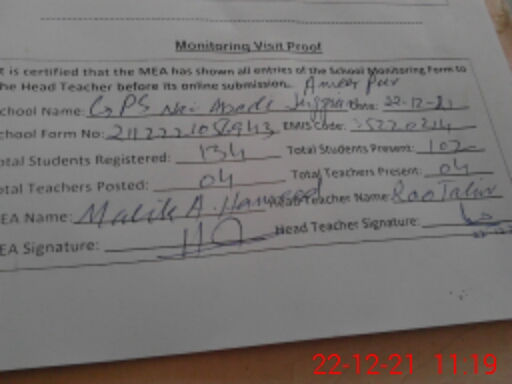 Monitoring Visit Proof
is certified that the MEA has shown all entries of the School Monitoring Form to
he Head Teacher before its online submission. Ameer Pur
chool Name: GPS Nai Abadi Date: 22-12-21
chool Form No: EMIS Code:
otal Students Registered: 134 Total Students Present: 102
otal Teachers Posted: 04 Total Teachers Present: 04
EA Name: Malik A. Hameed Head Teacher Name: Rao Talib
EA Signature: Head Teacher Signature:
22-12-21 11:19